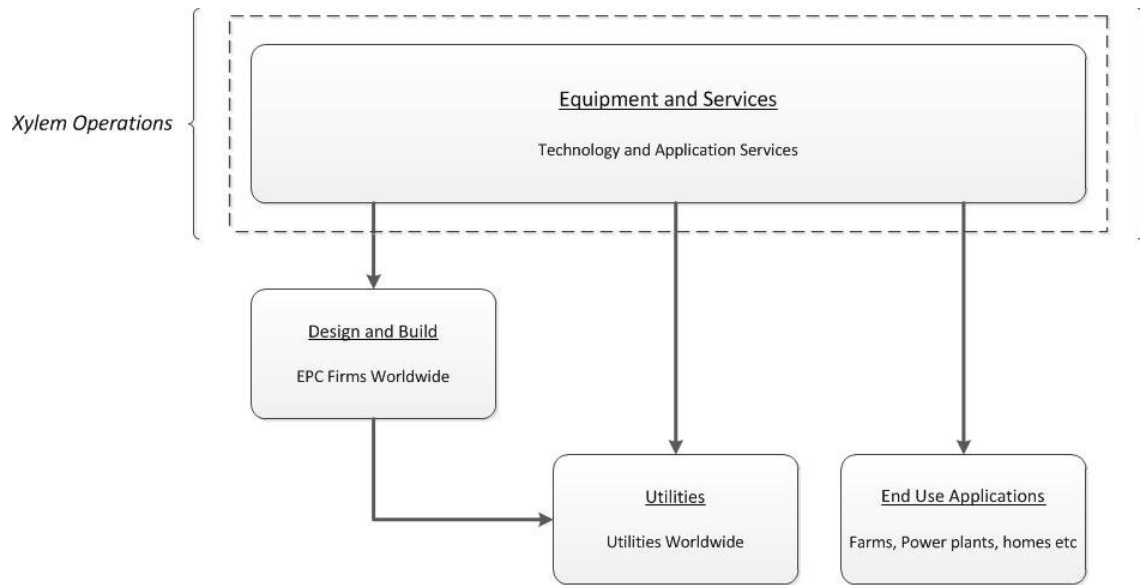 Equipment and Services
Xylem Operations
Technology and Application Services
Design and Build
EPC Firms Worldwide
Utilities
Utilities Worldwide
End Use Applications
Farms, Power plants, homes etc